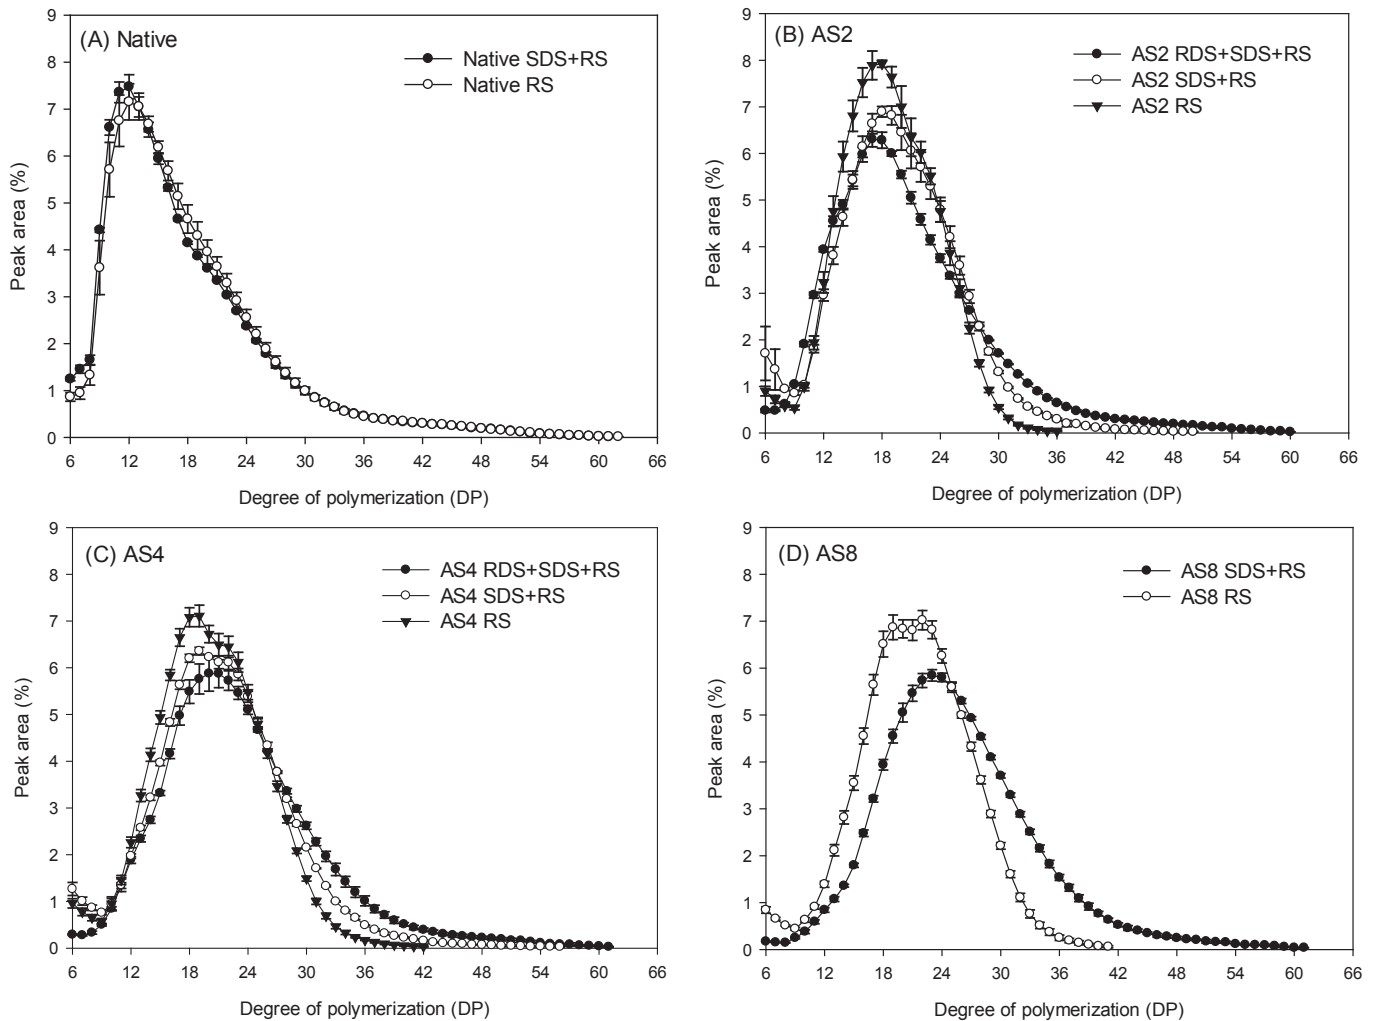 (A) Native
Native SDS+RS
Native RS
9
8
7
6
5
4
3
2
1
0
Peak area (%)
6 12 18 24 30 36 42 48 54 60 66
Degree of polymerization (DP)
(B) AS2
AS2 RDS+SDS+RS
AS2 SDS+RS
AS2 RS
9
8
7
6
5
4
3
2
1
0
Peak area (%)
6 12 18 24 30 36 42 48 54 60 66
Degree of polymerization (DP)
(C) AS4
AS4 RDS+SDS+RS
AS4 SDS+RS
AS4 RS
9
8
7
6
5
4
3
2
1
0
Peak area (%)
6 12 18 24 30 36 42 48 54 60 66
Degree of polymerization (DP)
(D) AS8
AS8 SDS+RS
AS8 RS
9
8
7
6
5
4
3
2
1
0
Peak area (%)
6 12 18 24 30 36 42 48 54 60 66
Degree of polymerization (DP)